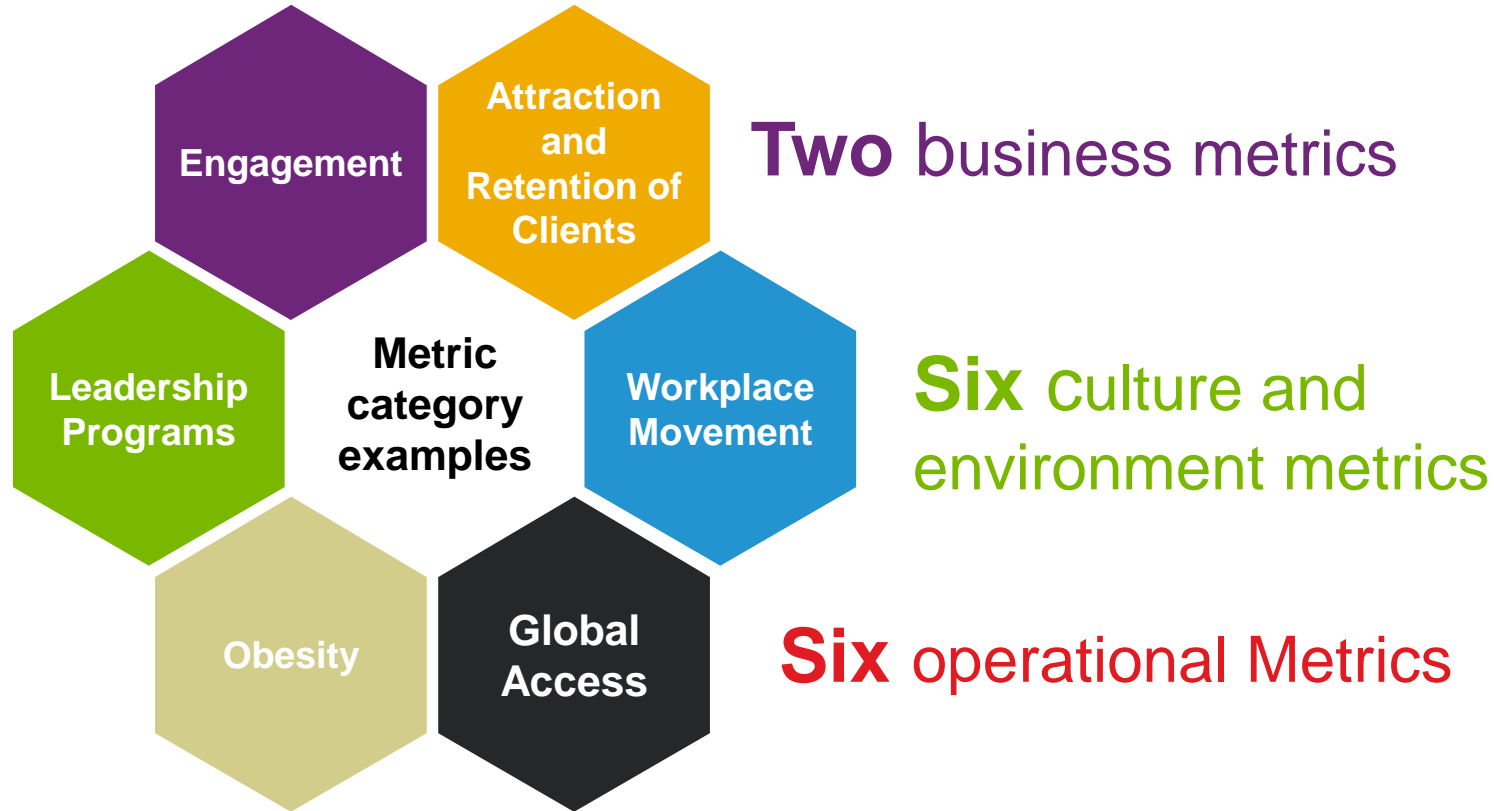 Engagement
Attraction
and
Retention of
Clients
Two business metrics
Leadership
Programs
Metric
category
examples
Workplace
Movement
Six culture and
environment metrics
Obesity
Global
Access
Six operational Metrics